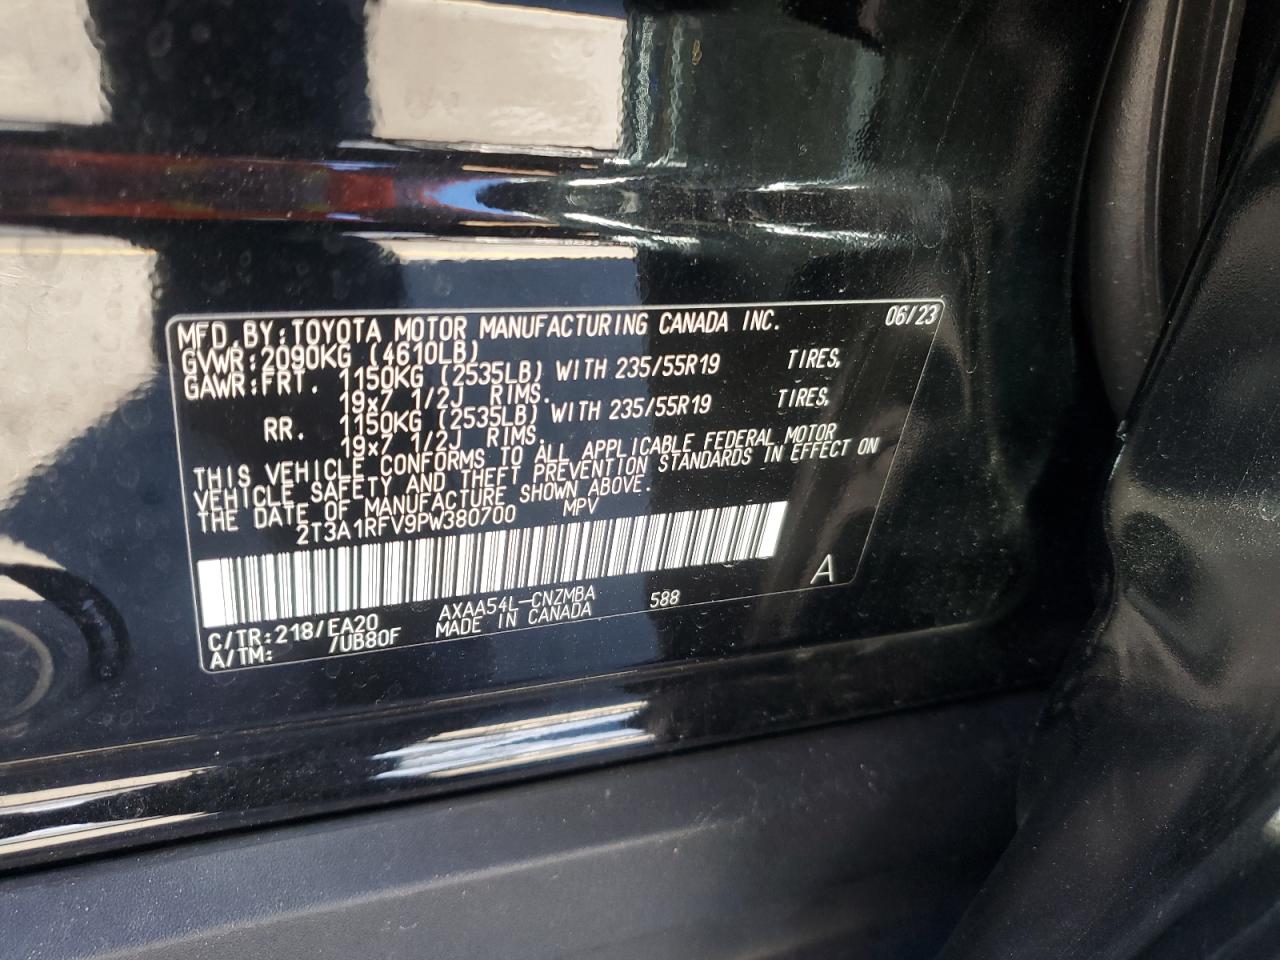 MFD.BY:TOYOTA MOTOR MANUFACTURING CANADA INC. 06/23
GVWR:2090KG (4610LB)
GAWR:FRT. 1150KG (2535LB) WITH 235/55R19 TIRES,
19x7 1/2J RIMS.
RR. 1150KG (2535LB) WITH 235/55R19 TIRES,
19x7 1/2J RIMS.
THIS VEHICLE CONFORMS TO ALL APPLICABLE FEDERAL MOTOR
VEHICLE SAFETY AND THEFT PREVENTION STANDARDS IN EFFECT ON
THE DATE OF MANUFACTURE SHOWN ABOVE.
2T3A1RFV9PW380700 MPV
A
C/TR:218/EA20 AXAA54L-CNZMBA 588
A/TM: /UB80F MADE IN CANADA